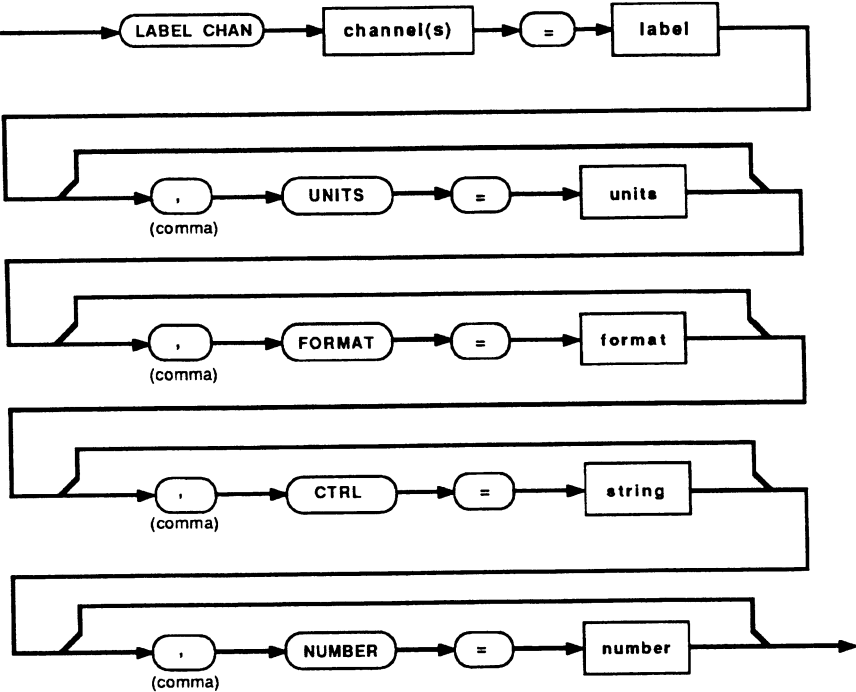 LABEL CHAN channel(s) = label
, UNITS = units
(comma)
, FORMAT = format
(comma)
, CTRL = string
(comma)
, NUMBER = number
(comma)